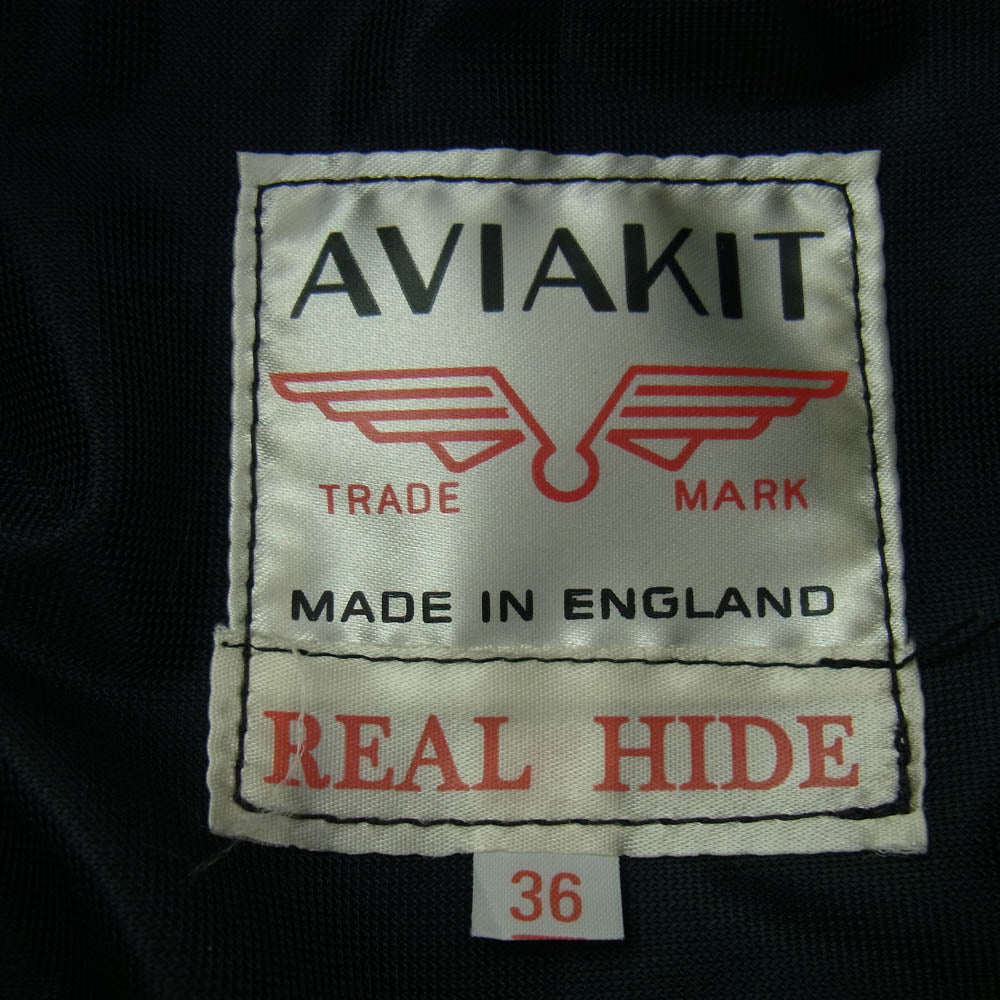 AVIAKIT
TRADE MARK
MADE IN ENGLAND
REAL HIDE
36